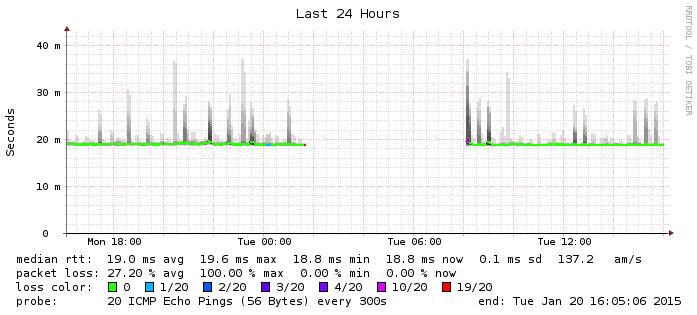 Last 24 Hours
RRDTOOL / TOBI OETIKER
Seconds
40 m
30 m
20 m
10 m
0
Mon 18:00 Tue 00:00 Tue 06:00 Tue 12:00
median rtt: 19.0 ms avg 19.6 ms max 18.8 ms min 18.8 ms now 0.1 ms sd 137.2 am/s
packet loss: 27.20 % avg 100.00 % max 0.00 % min 0.00 % now
loss color: 0 1/20 2/20 3/20 4/20 10/20 19/20
probe: 20 ICMP Echo Pings (56 Bytes) every 300s end: Tue Jan 20 16:05:06 2015